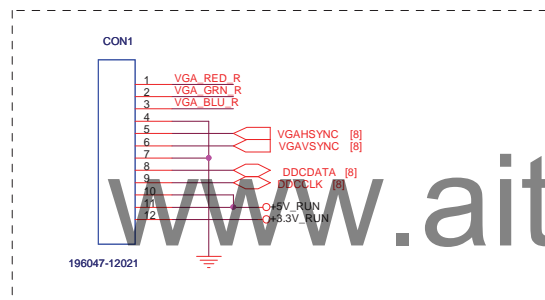 CON1
1 VGA_RED_R
2 VGA_GRN_R
3 VGA_BLU_R
4
5 VGAHSYNC [8]
6 VGAVSYNC [8]
7
8 DDCDATA [8]
9 DDCCLK [8]
10
11 +5V_RUN
12 +3.3V_RUN
www.ait
196047-12021